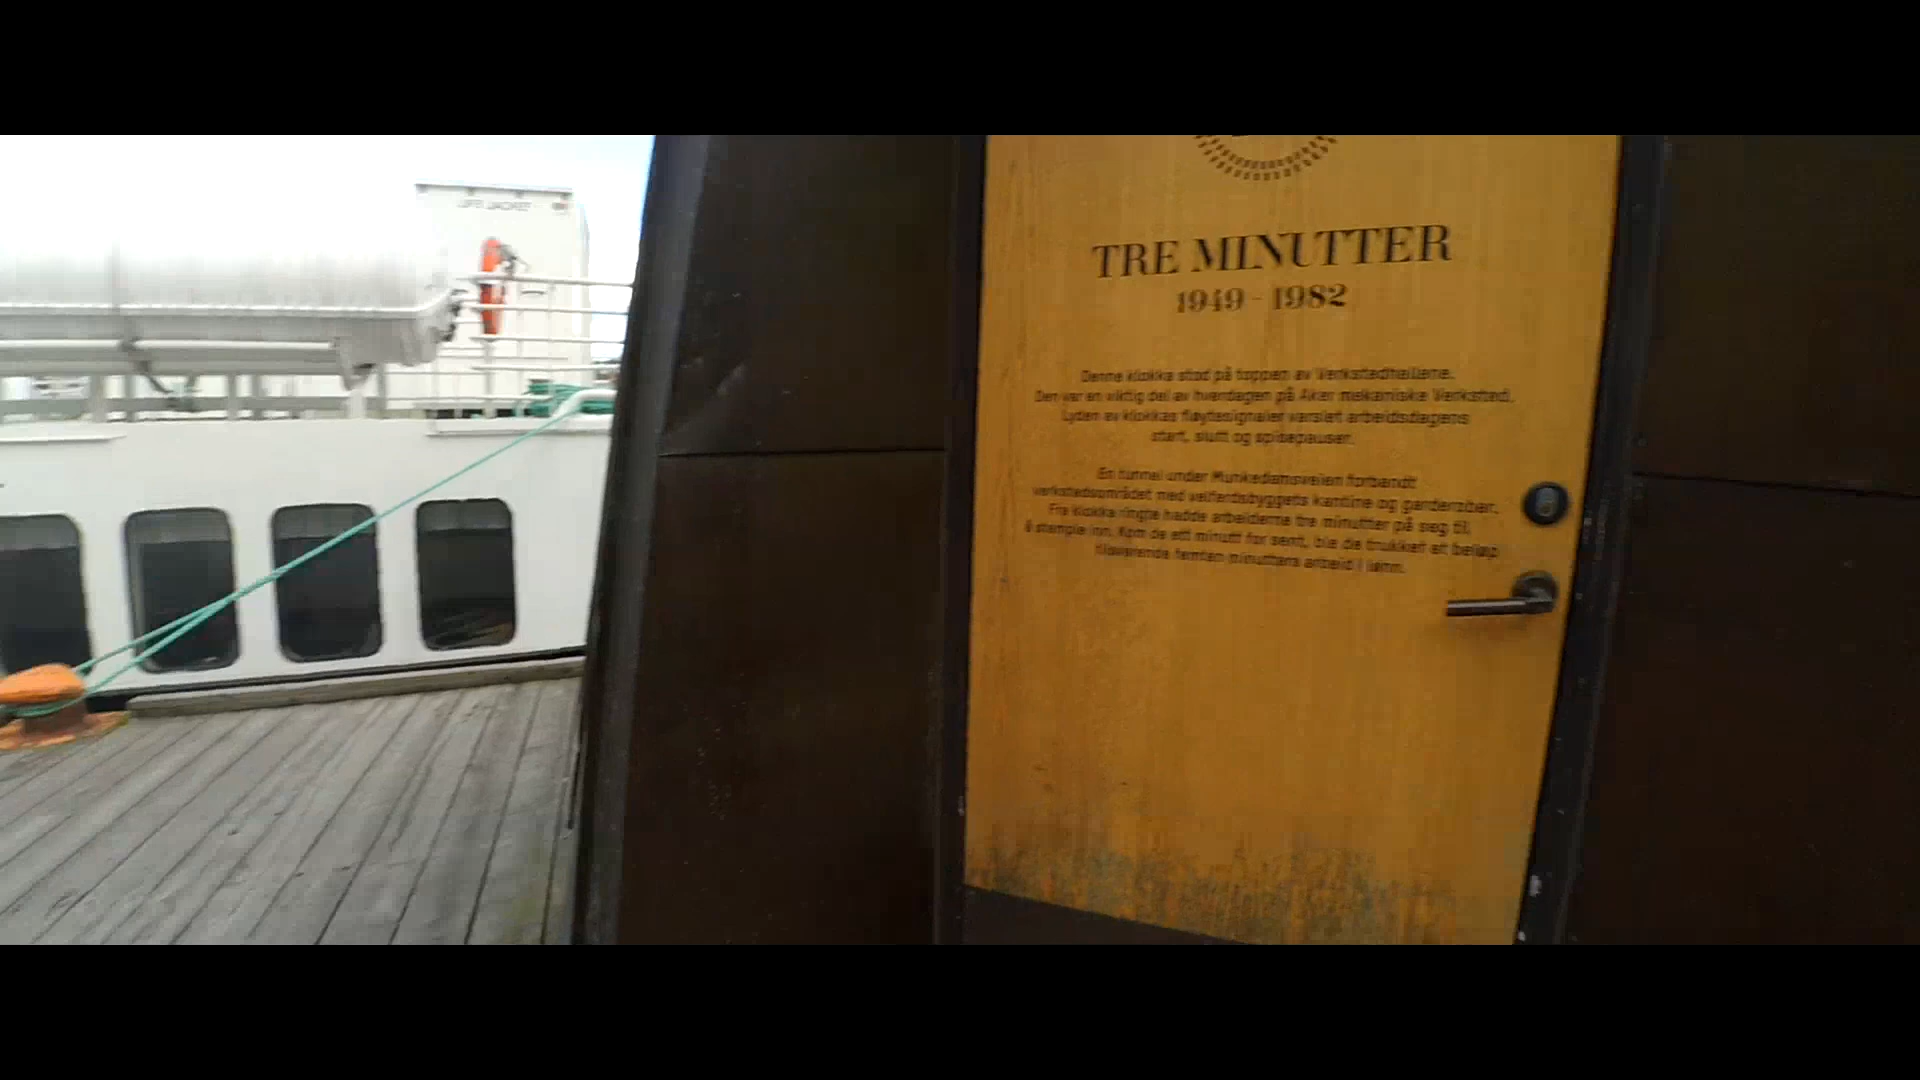 LIFE JACKET
TRE MINUTTER
1949 - 1982
Denne klokka stod på toppen av Verkstedhallene.
Den var en viktig del av hverdagen på Aker mekaniske Verksted.
Lyden av klokkas fløytesignaler varslet arbeidsdagens
start, slutt og spisepauser.
En tunnel under Munkedamsveien forbandt
verkstedsområdet med velferdsbyggets kantine og garderober.
Fra klokka ringte hadde arbeiderne tre minutter på seg til
å stemple inn. Kom de ett minutt for sent, ble de trukket et beløp
tilsvarende femten minutters arbeid i lønn.